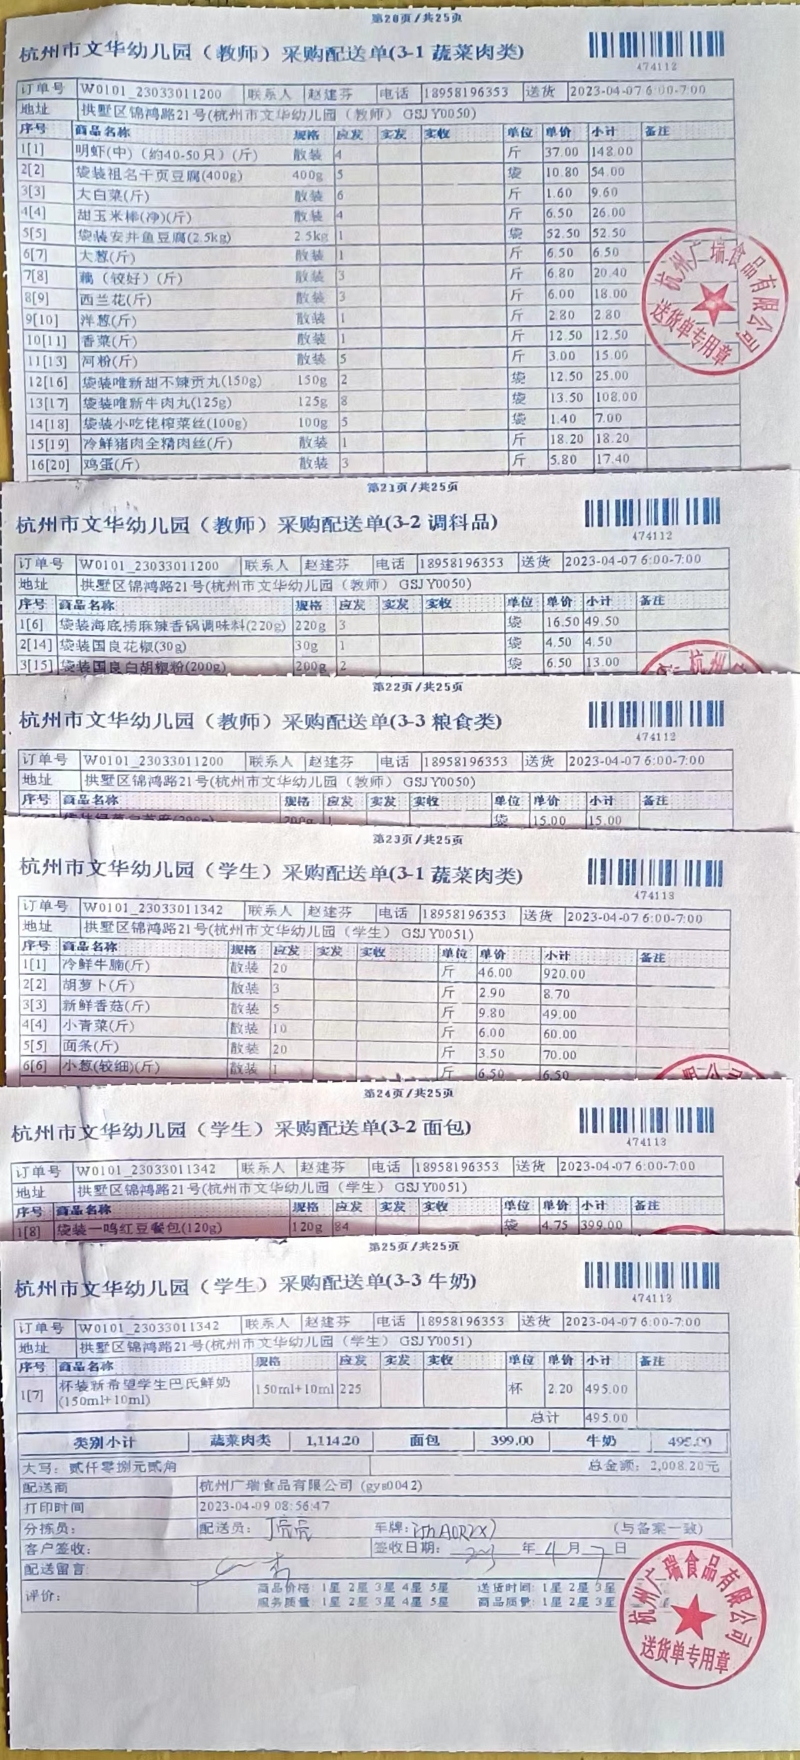 第20页/共25页
杭州市文华幼儿园（教师）采购配送单(3-1 蔬菜肉类)
474112
订单号 W0101_23033011200 联系人 赵建芬 电话 18958196353 送货 2023-04-07 6:00-7:00
地址 拱墅区锦鸿路21号(杭州市文华幼儿园（教师） GSJY0050)
序号 商品名称 规格 应发 实发 实收 单位 单价 小计 备注
1[1] 明虾(中)（约40-50只）(斤) 散装 4 斤 37.00 148.00
2[2] 袋装祖名千页豆腐(400g) 400g 5 袋 10.80 54.00
3[3] 大白菜(斤) 散装 6 斤 1.60 9.60
4[4] 甜玉米棒(净)(斤) 散装 4 斤 6.50 26.00
5[5] 袋装安井鱼豆腐(2.5kg) 2.5kg 1 袋 52.50 52.50
6[7] 大葱(斤) 散装 1 斤 6.50 6.50
7[8] 藕（较好）(斤) 散装 3 斤 6.80 20.40
8[9] 西兰花(斤) 散装 3 斤 6.00 18.00
9[10] 洋葱(斤) 散装 1 斤 2.80 2.80
10[11] 香菜(斤) 散装 1 斤 12.50 12.50
11[13] 河粉(斤) 散装 5 斤 3.00 15.00
12[16] 袋装唯新甜不辣贡丸(150g) 150g 2 袋 12.50 25.00
13[17] 袋装唯新牛肉丸(125g) 125g 8 袋 13.50 108.00
14[18] 袋装小吃佬榨菜丝(100g) 100g 5 袋 1.40 7.00
15[19] 冷鲜猪肉全精肉丝(斤) 散装 1 斤 18.20 18.20
16[20] 鸡蛋(斤) 散装 3 斤 5.80 17.40
杭州广瑞食品有限公司
送货单专用章
第21页/共25页
杭州市文华幼儿园（教师）采购配送单(3-2 调料品)
474112
订单号 W0101_23033011200 联系人 赵建芬 电话 18958196353 送货 2023-04-07 6:00-7:00
地址 拱墅区锦鸿路21号(杭州市文华幼儿园（教师） GSJY0050)
序号 商品名称 规格 应发 实发 实收 单位 单价 小计 备注
1[6] 袋装海底捞麻辣香锅调味料(220g) 220g 3 袋 16.50 49.50
2[14] 袋装国良花椒(30g) 30g 1 袋 4.50 4.50
3[15] 袋装国良白胡椒粉(200g) 200g 2 袋 6.50 13.00
第22页/共25页
杭州市文华幼儿园（教师）采购配送单(3-3 粮食类)
474112
订单号 W0101_23033011200 联系人 赵建芬 电话 18958196353 送货 2023-04-07 6:00-7:00
地址 拱墅区锦鸿路21号(杭州市文华幼儿园（教师） GSJY0050)
序号 商品名称 规格 应发 实发 实收 单位 单价 小计 备注
200g 1 袋 15.00 15.00
第23页/共25页
杭州市文华幼儿园（学生）采购配送单(3-1 蔬菜肉类)
474113
订单号 W0101_23033011342 联系人 赵建芬 电话 18958196353 送货 2023-04-07 6:00-7:00
地址 拱墅区锦鸿路21号(杭州市文华幼儿园（学生） GSJY0051)
序号 商品名称 规格 应发 实发 实收 单位 单价 小计 备注
1[1] 冷鲜牛腩(斤) 散装 20 斤 46.00 920.00
2[2] 胡萝卜(斤) 散装 3 斤 2.90 8.70
3[3] 新鲜香菇(斤) 散装 5 斤 9.80 49.00
4[4] 小青菜(斤) 散装 10 斤 6.00 60.00
5[5] 面条(斤) 散装 20 斤 3.50 70.00
6[6] 小葱(较细)(斤) 散装 1 斤 6.50 6.50
第24页/共25页
杭州市文华幼儿园（学生）采购配送单(3-2 面包)
474113
订单号 W0101_23033011342 联系人 赵建芬 电话 18958196353 送货 2023-04-07 6:00-7:00
地址 拱墅区锦鸿路21号(杭州市文华幼儿园（学生） GSJY0051)
序号 商品名称 规格 应发 实发 实收 单位 单价 小计 备注
1[8] 袋装一鸣红豆餐包(120g) 120g 84 袋 4.75 399.00
第25页/共25页
杭州市文华幼儿园（学生）采购配送单(3-3 牛奶)
474113
订单号 W0101_23033011342 联系人 赵建芬 电话 18958196353 送货 2023-04-07 6:00-7:00
地址 拱墅区锦鸿路21号(杭州市文华幼儿园（学生） GSJY0051)
序号 商品名称 规格 应发 实发 实收 单位 单价 小计 备注
1[7] 杯装新希望学生巴氏鲜奶 150ml+10ml 225 杯 2.20 495.00
(150ml+10ml)
总计 495.00
类别小计 蔬菜肉类 1,114.20 面包 399.00 牛奶 495.00
大写：贰仟零捌元贰角 总金额：2,008.20元
配送商 杭州广瑞食品有限公司 (gys0042)
打印时间 2023-04-09 08:56:47
分拣员： 配送员：丁亮亮 车牌： (与备案一致)
客户签收： 签收日期： 年 4 月 7 日
配送留言：
评价： 商品价格：1星 2星 3星 4星 5星 送货时间：1星 2星 3星
服务质量：1星 2星 3星 4星 5星 商品质量：1星 2星 3星
杭州广瑞食品有限公司
送货单专用章